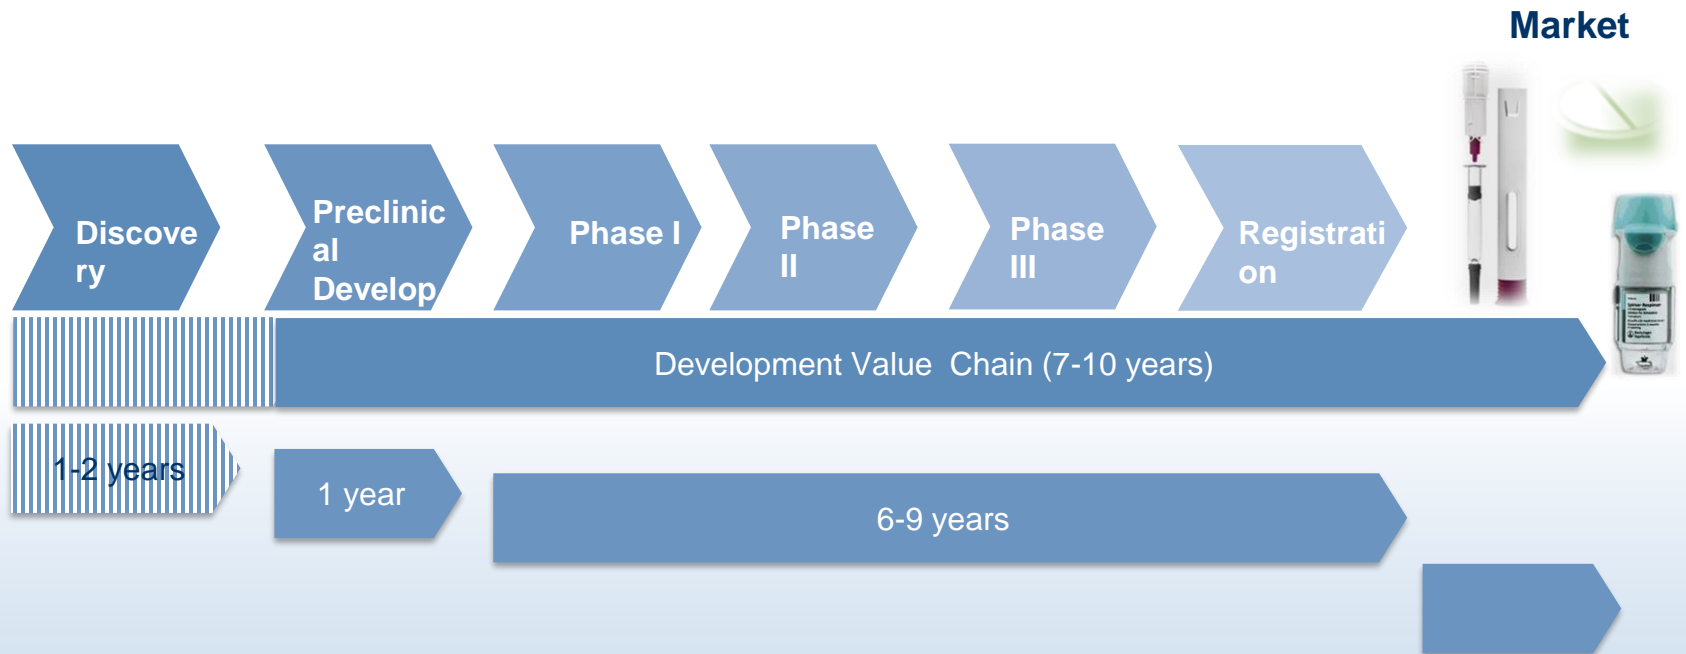 Market
Discove
ry
Preclinic
al
Develop
Phase I
Phase
II
Phase
III
Registrati
on
Development Value  Chain (7-10 years)
1-2 years
1 year
6-9 years